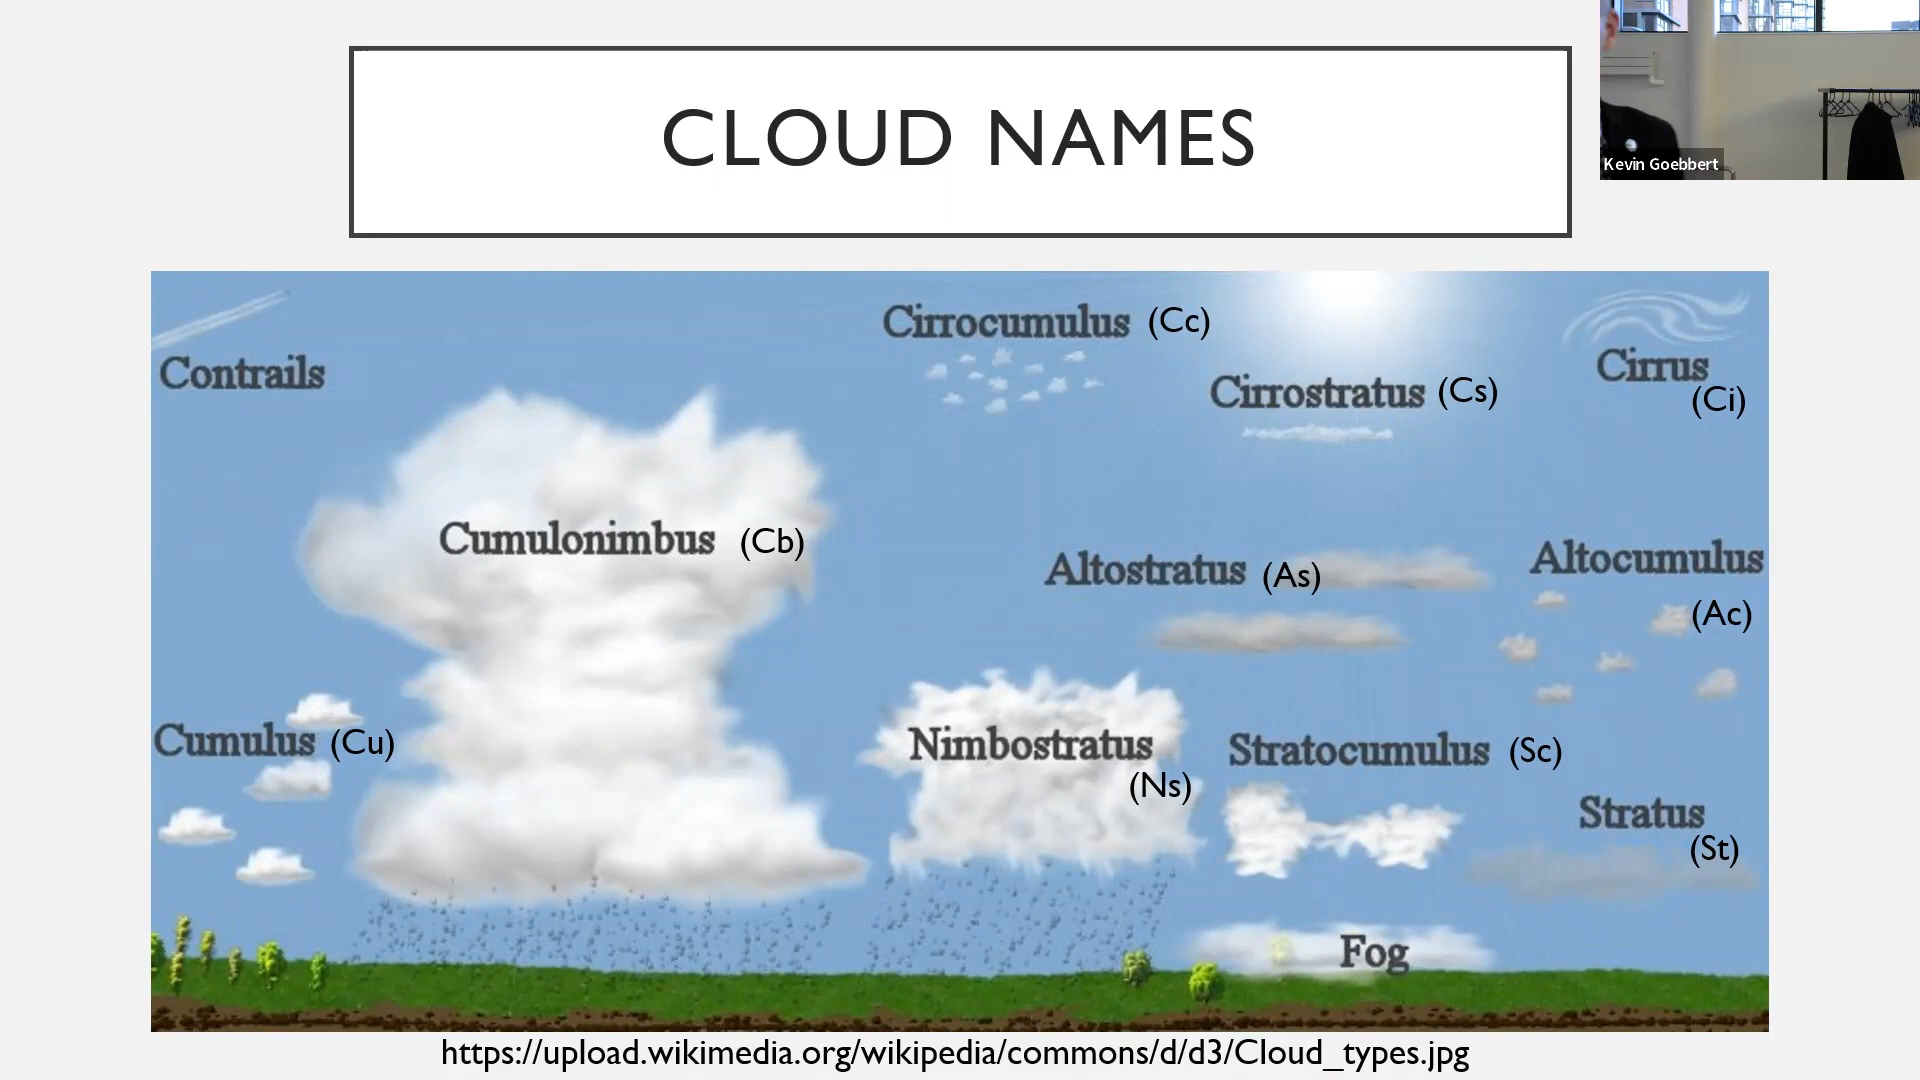 CLOUD NAMES
Kevin Goebbert
Contrails
Cirrocumulus (Cc)
Cirrostratus (Cs)
Cirrus
(Ci)
Cumulonimbus (Cb)
Altostratus (As)
Altocumulus
(Ac)
Cumulus (Cu)
Nimbostratus
(Ns)
Stratocumulus (Sc)
Stratus
(St)
Fog
https://upload.wikimedia.org/wikipedia/commons/d/d3/Cloud_types.jpg